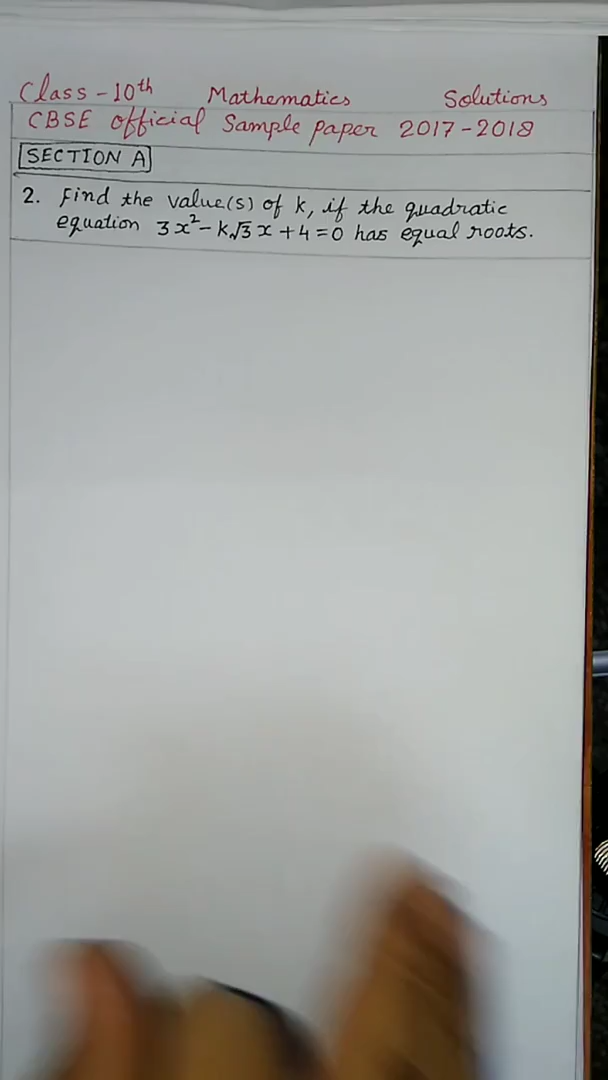 Class - 10th Mathematics Solutions
CBSE official Sample paper 2017-2018
SECTION A
2. Find the value(s) of k, if the quadratic
equation 3x² - k√3x + 4 = 0 has equal roots.